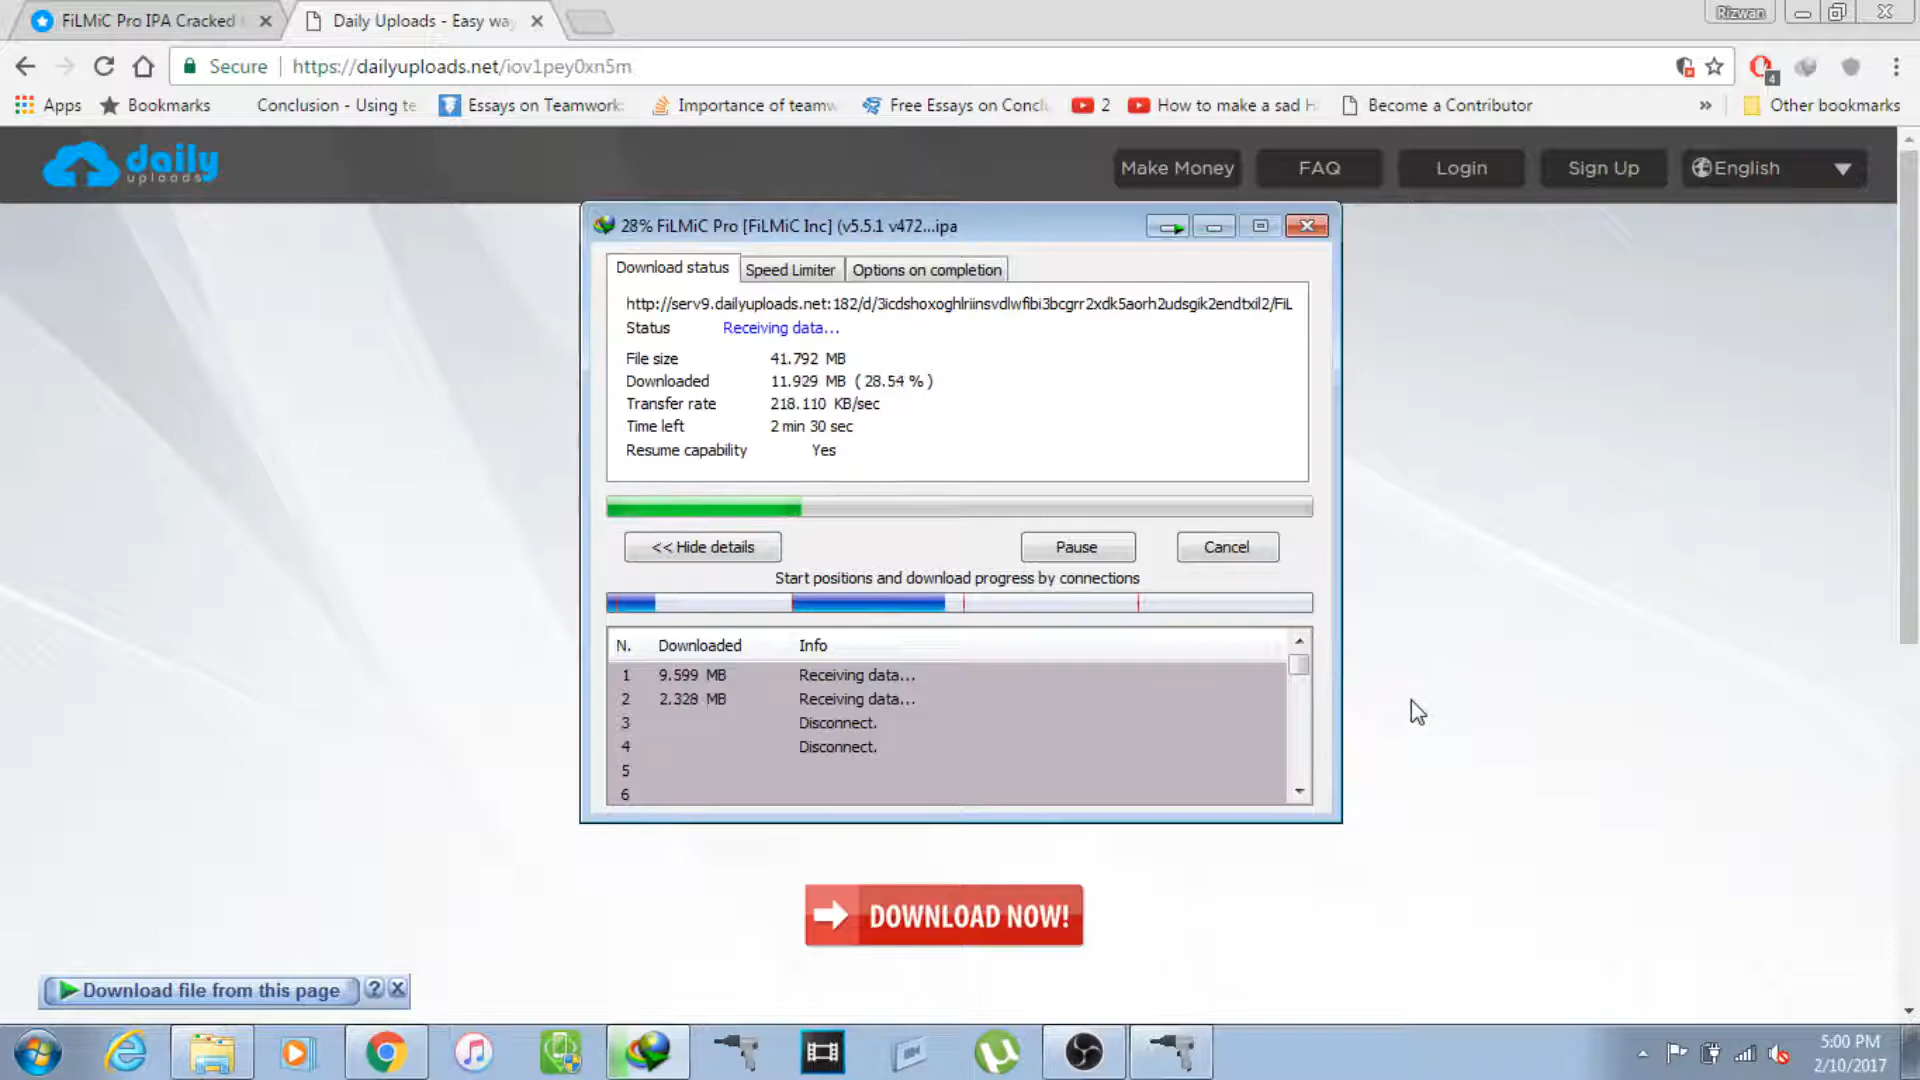 FiLMiC Pro IPA Cracked
Daily Uploads - Easy way
Rizwan
Secure
https://dailyuploads.net/iov1pey0xn5m
4
Apps
Bookmarks
Conclusion - Using te
Essays on Teamwork:
Importance of teamw
Free Essays on Conclu
2
How to make a sad H
Become a Contributor
»
Other bookmarks
daily
uploads
Make Money
FAQ
Login
Sign Up
English
28% FiLMiC Pro [FiLMiC Inc] (v5.5.1 v472...ipa
Download status
Speed Limiter
Options on completion
http://serv9.dailyuploads.net:182/d/3icdshoxoghlriinsvdlwfibi3bcgrr2xdk5aorh2udsgik2endtxil2/FiL
Status Receiving data...
File size 41.792 MB
Downloaded 11.929 MB ( 28.54 % )
Transfer rate 218.110 KB/sec
Time left 2 min 30 sec
Resume capability Yes
<< Hide details
Pause
Cancel
Start positions and download progress by connections
N. Downloaded Info
1 9.599 MB Receiving data...
2 2.328 MB Receiving data...
3 Disconnect.
4 Disconnect.
5
6
DOWNLOAD NOW!
Download file from this page
?
5:00 PM
2/10/2017